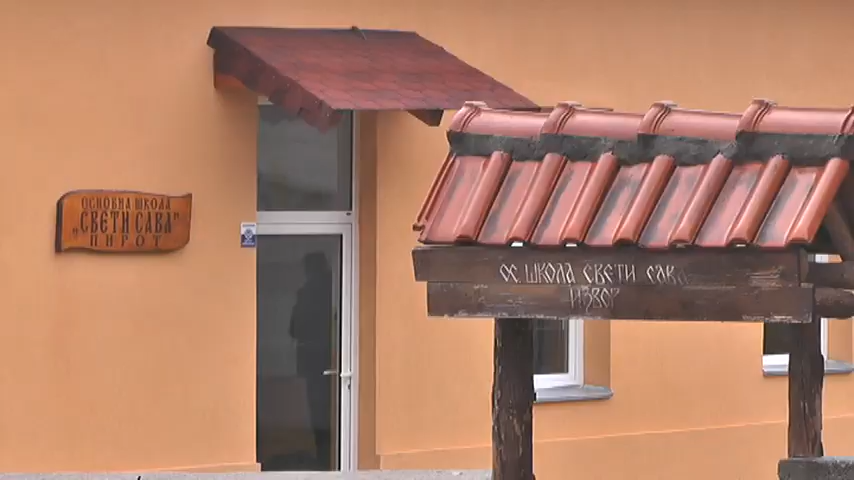 ОСНОВНА ШКОЛА
„СВЕТИ САВА”
ПИРОТ
ОС. ШКОЛА СВЕТИ САВА
ИЗВОР